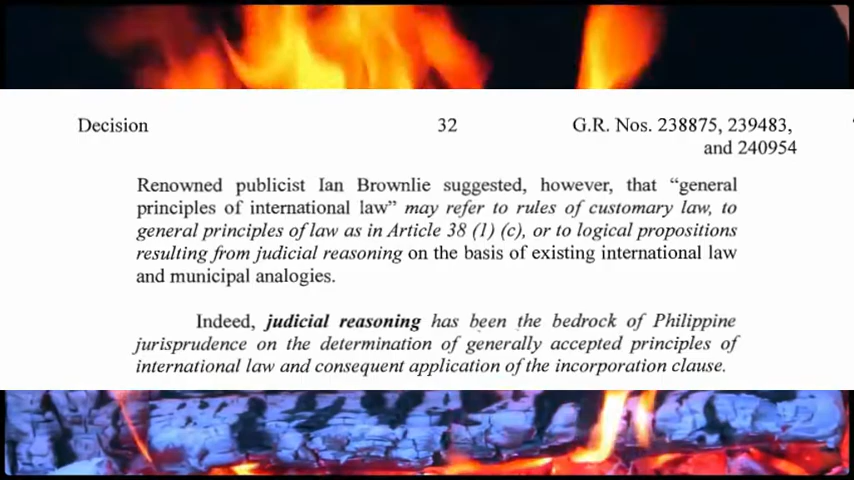 Decision 32 G.R. Nos. 238875, 239483,
and 240954
Renowned publicist Ian Brownlie suggested, however, that “general
principles of international law” may refer to rules of customary law, to
general principles of law as in Article 38 (1) (c), or to logical propositions
resulting from judicial reasoning on the basis of existing international law
and municipal analogies.
Indeed, judicial reasoning has been the bedrock of Philippine
jurisprudence on the determination of generally accepted principles of
international law and consequent application of the incorporation clause.